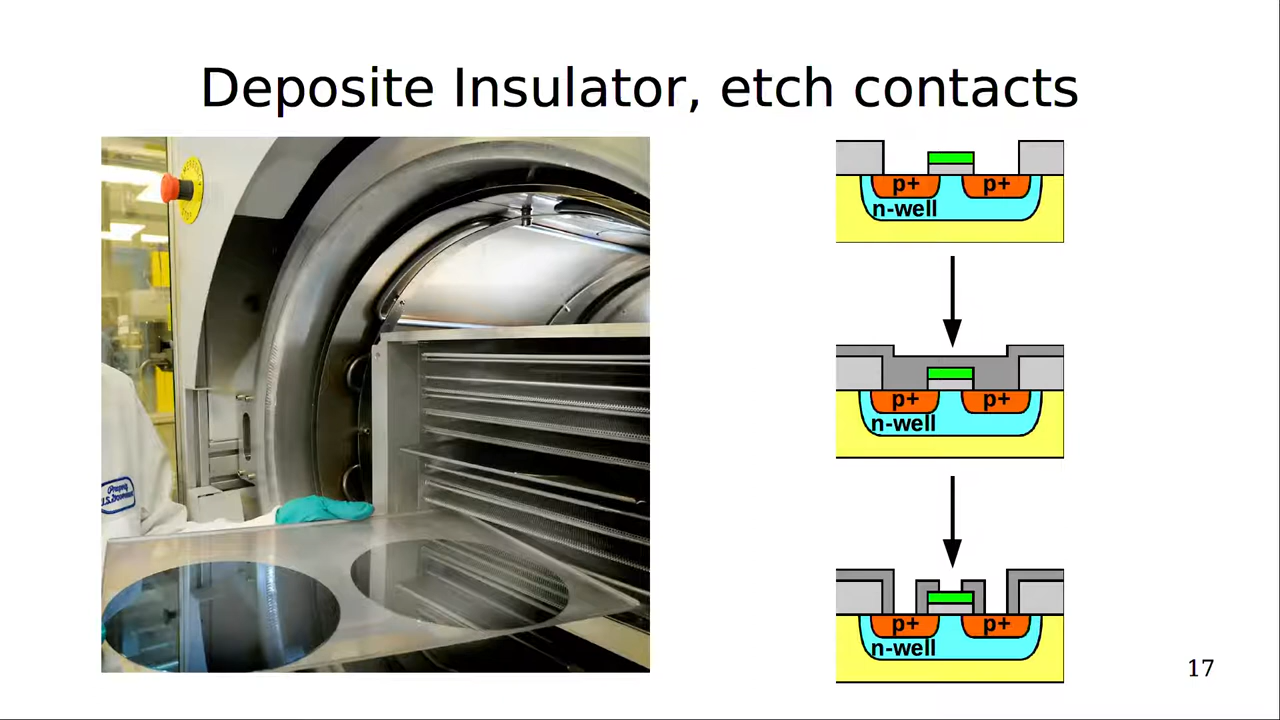 Deposite Insulator, etch contacts
p+ p+
n-well
p+ p+
n-well
p+ p+
n-well
17